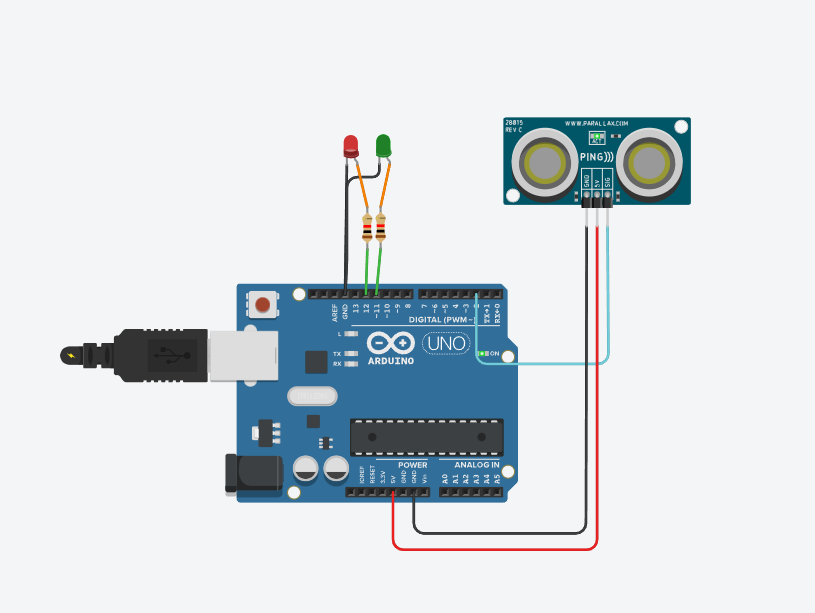 28015
REV C
WWW.PARALLAX.COM
ACT
PING)))
GND
5V
SIG
AREF
GND
13
12
~11
~10
~9
8
7
~6
~5
4
~3
TX→1
RX←0
DIGITAL (PWM ~
L
TX
RX
UNO
ON
ARDUINO
POWER
ANALOG IN
IOREF
RESET
3.3V
5V
GND
GND
Vin
A0
A1
A2
A3
A4
A5